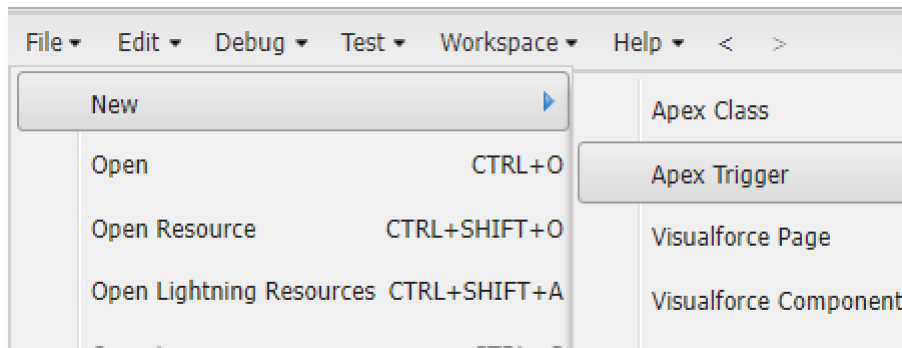 File Edit Debug Test Workspace Help < >
New
Open CTRL+O
Open Resource CTRL+SHIFT+O
Open Lightning Resources CTRL+SHIFT+A
Apex Class
Apex Trigger
Visualforce Page
Visualforce Component